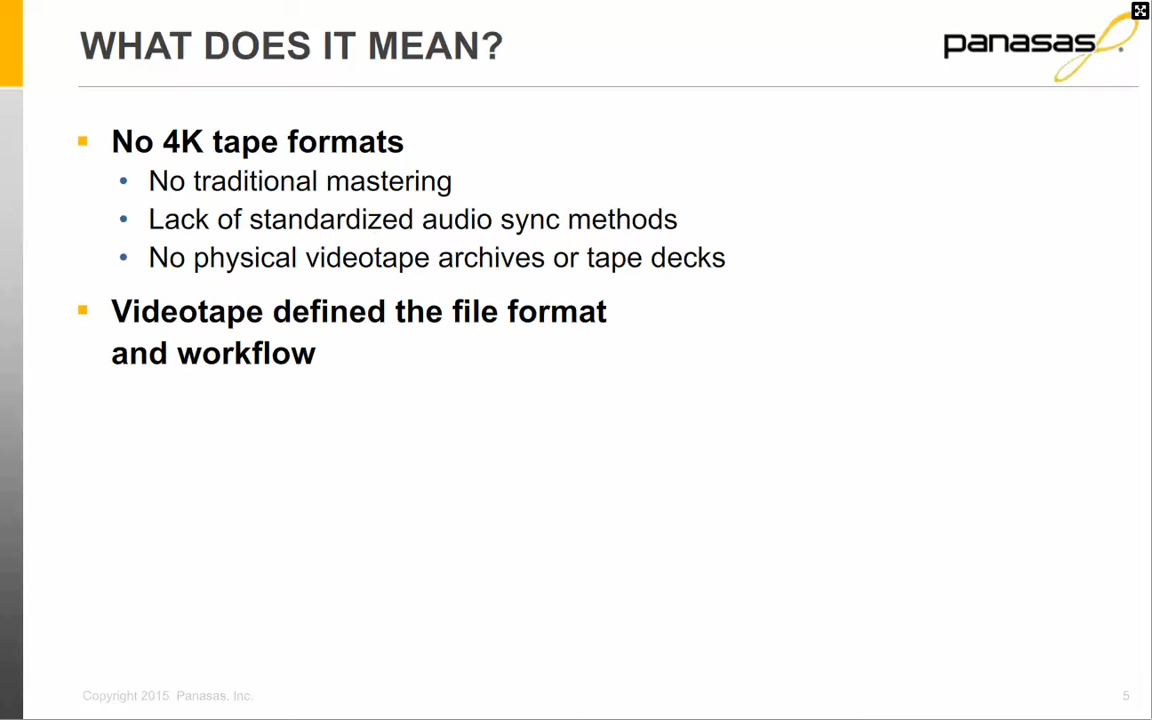 WHAT DOES IT MEAN?
panasas
No 4K tape formats
No traditional mastering
Lack of standardized audio sync methods
No physical videotape archives or tape decks
Videotape defined the file format
and workflow
Copyright 2015 Panasas. Inc.
5